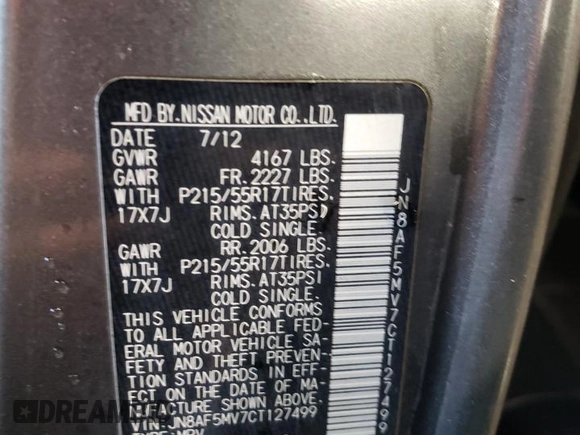 MFD BY.NISSAN MOTOR CO.,LTD.
DATE 7/12
GVWR 4167 LBS.
GAWR FR. 2227 LBS.
WITH P215/55R17TIRES.
17X7J RIMS. AT35PSI
COLD SINGLE.
GAWR RR. 2006 LBS.
WITH P215/55R17TIRES.
17X7J RIMS. AT35PSI
COLD SINGLE.
THIS VEHICLE CONFORMS
TO ALL APPLICABLE FED-
ERAL MOTOR VEHICLE SA-
FETY AND THEFT PREVEN-
TION STANDARDS IN EFF-
ECT ON THE DATE OF MA-
NUFACTURE SHOWN ABOVE.
VIN:JN8AF5MV7CT127499
TYPE:MPV
JN8AF5MV7CT127499
DREAM